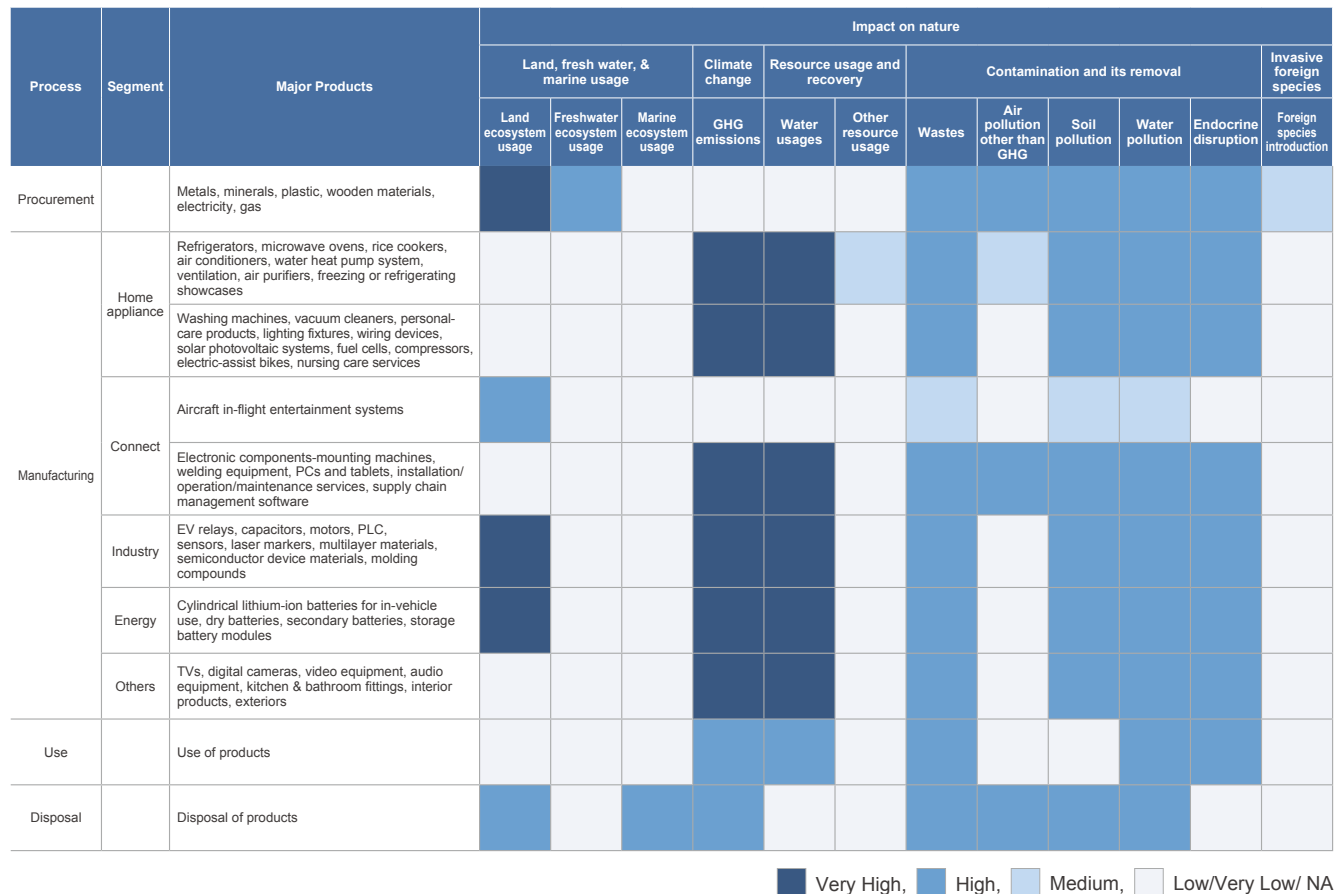 Process
Segment
Major Products
Impact on nature
Land, fresh water, &
marine usage
Climate
change
Resource usage and
recovery
Contamination and its removal
Invasive
foreign
species
Land
ecosystem
usage
Freshwater
ecosystem
usage
Marine
ecosystem
usage
GHG
emissions
Water
usages
Other
resource
usage
Wastes
Air
pollution
other than
GHG
Soil
pollution
Water
pollution
Endocrine
disruption
Foreign
species
introduction
Procurement
Metals, minerals, plastic, wooden materials,
electricity, gas
Manufacturing
Home
appliance
Refrigerators, microwave ovens, rice cookers,
air conditioners, water heat pump system,
ventilation, air purifiers, freezing or refrigerating
showcases
Washing machines, vacuum cleaners, personal-
care products, lighting fixtures, wiring devices,
solar photovoltaic systems, fuel cells, compressors,
electric-assist bikes, nursing care services
Connect
Aircraft in-flight entertainment systems
Electronic components-mounting machines,
welding equipment, PCs and tablets, installation/
operation/maintenance services, supply chain
management software
Industry
EV relays, capacitors, motors, PLC,
sensors, laser markers, multilayer materials,
semiconductor device materials, molding
compounds
Energy
Cylindrical lithium-ion batteries for in-vehicle
use, dry batteries, secondary batteries, storage
battery modules
Others
TVs, digital cameras, video equipment, audio
equipment, kitchen & bathroom fittings, interior
products, exteriors
Use
Use of products
Disposal
Disposal of products
Very High, High, Medium, Low/Very Low/ NA